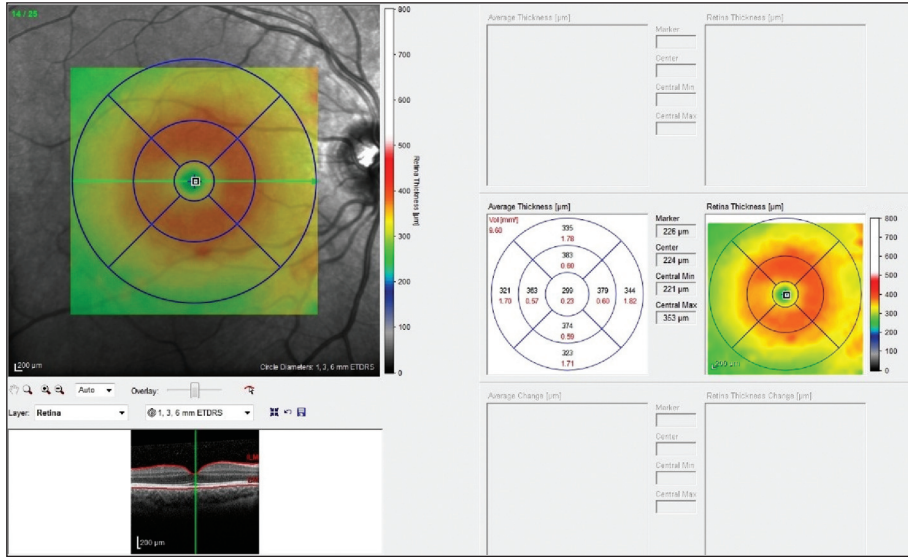 14 / 25
800
700
600
500
400
300
200
100
0
Retina Thickness [µm]
200 µm
Circle Diameters: 1, 3, 6 mm ETDRS
Auto
Overlay:
Layer: Retina
@ 1, 3, 6 mm ETDRS
ILM
200 µm
Average Thickness [µm]
Marker
Center
Central Min
Central Max
Retina Thickness [µm]
Average Thickness [µm]
Vol [mm³]
9.60
335
1.78
383
0.60
321
1.70
363
0.57
299
0.23
379
0.60
344
1.82
374
0.59
323
1.71
Marker
226 µm
Center
224 µm
Central Min
221 µm
Central Max
353 µm
Retina Thickness [µm]
200 µm
800
700
600
500
400
300
200
100
0
Average Change [µm]
Marker
Center
Central Min
Central Max
Retina Thickness Change [µm]